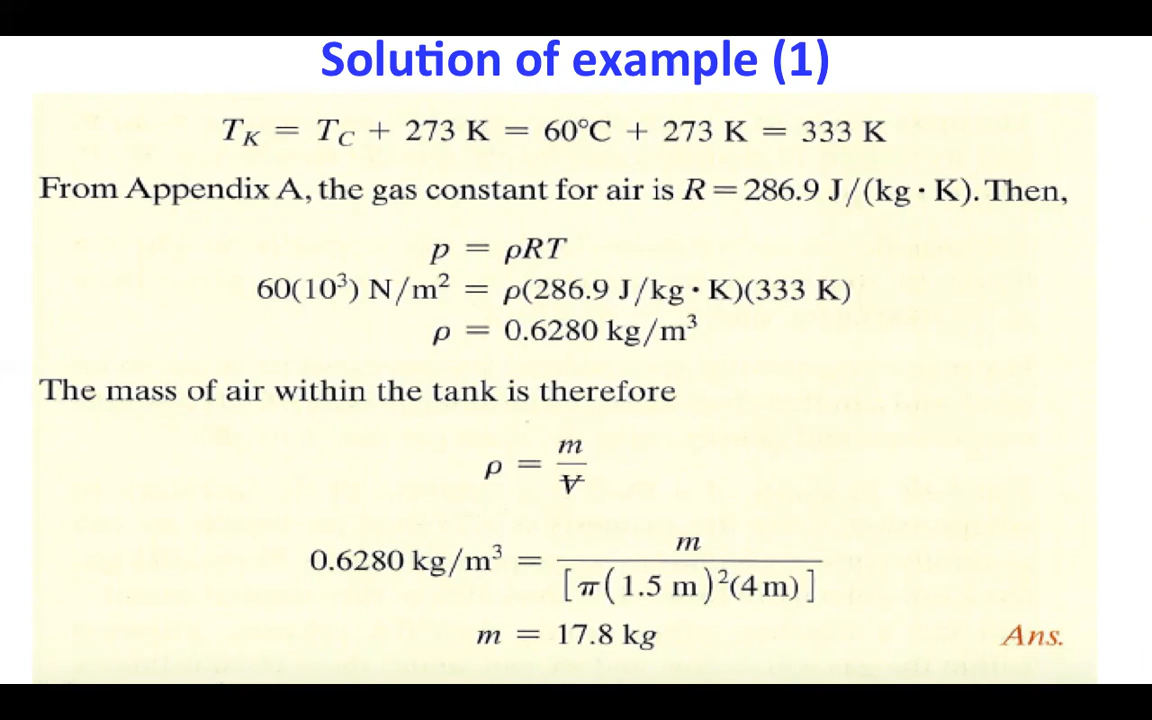 Solution of example (1)
T_K = T_C + 273 K = 60°C + 273 K = 333 K
From Appendix A, the gas constant for air is R = 286.9 J/(kg · K). Then,
p = ρRT
60(10³) N/m² = ρ(286.9 J/kg · K)(333 K)
ρ = 0.6280 kg/m³
The mass of air within the tank is therefore
ρ = m / V̶
0.6280 kg/m³ = m / [π(1.5 m)²(4 m)]
m = 17.8 kg Ans.